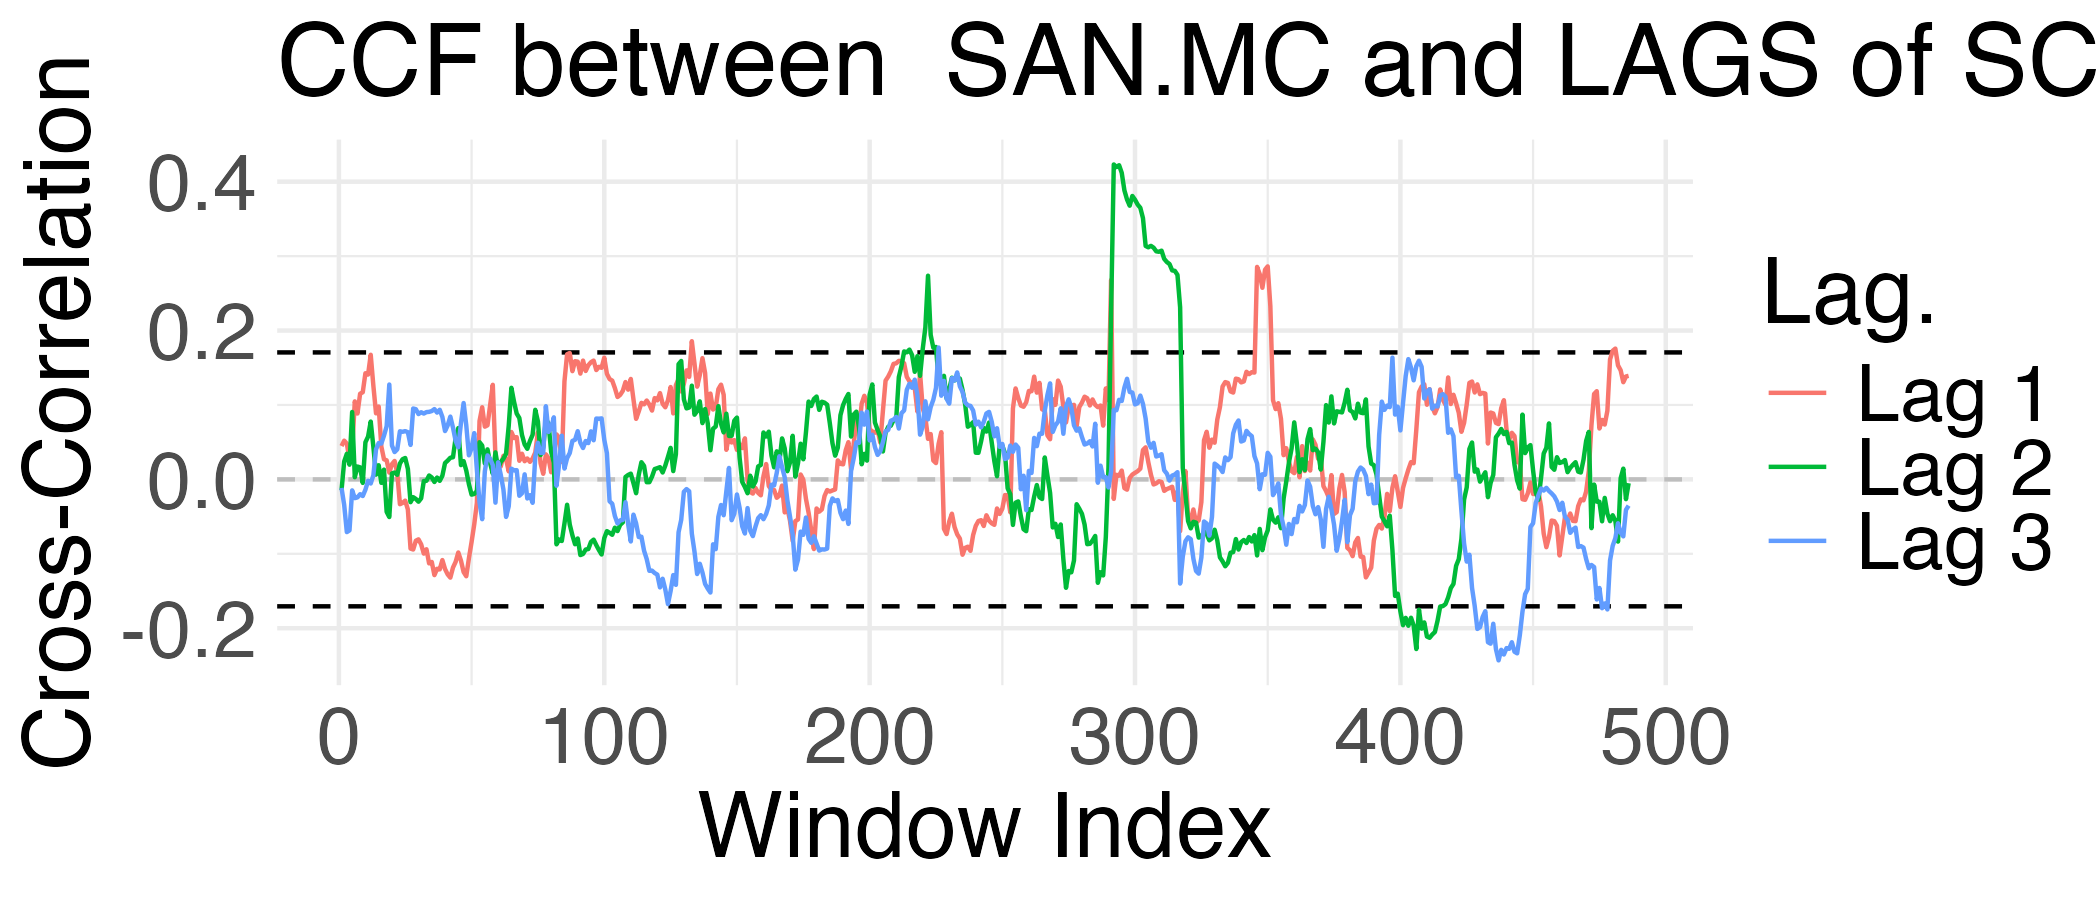 CCF between  SAN.MC and LAGS of SC
Cross-Correlation
0.4
0.2
0.0
-0.2
0 100 200 300 400 500
Window Index
Lag.
Lag 1
Lag 2
Lag 3